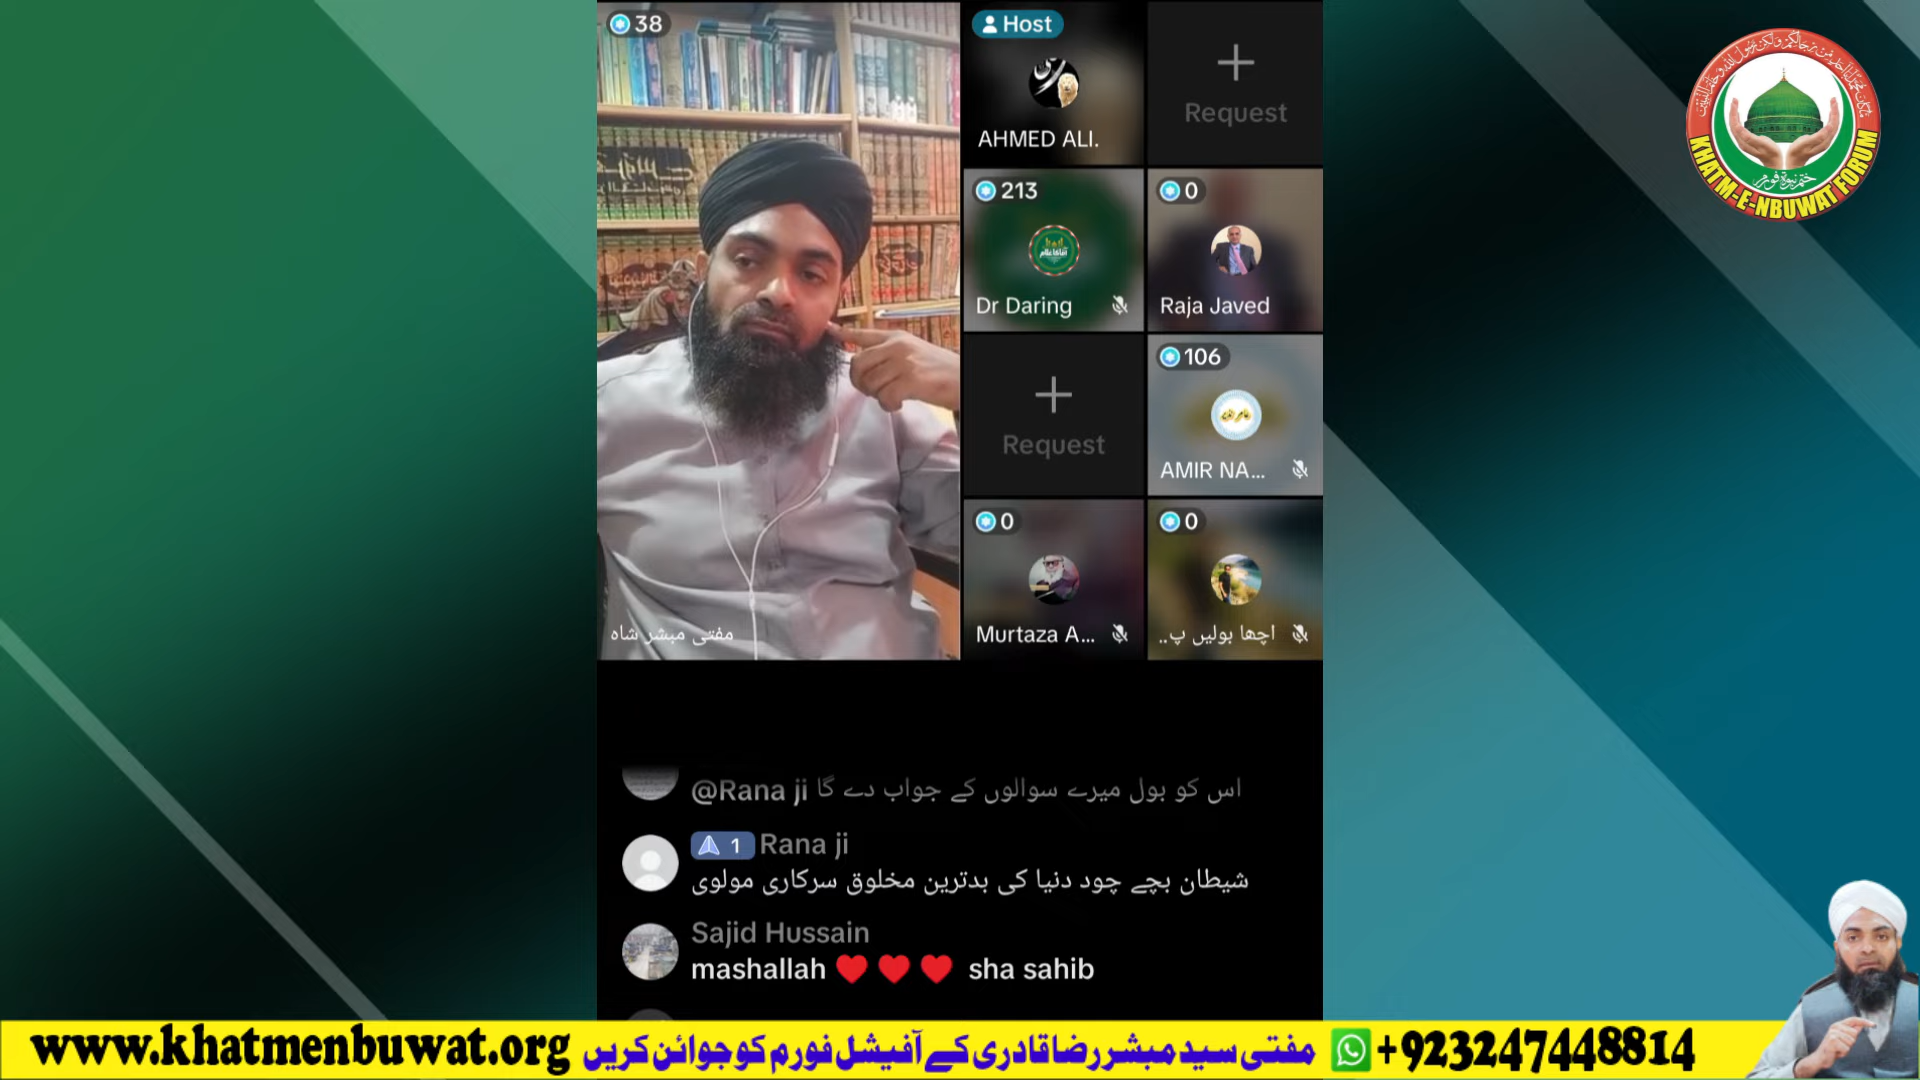 38
Host
AHMED ALI.
Request
213
Dr Daring
0
Raja Javed
Request
106
AMIR NA...
0
Murtaza A...
0
اچھا بولیں پ..
مفتی مبشر شاہ
@Rana ji اس کو بول میرے سوالوں کے جواب دے گا
1 Rana ji
شیطان بچے چود دنیا کی بدترین مخلوق سرکاری مولوی
Sajid Hussain
mashallah ❤️❤️❤️ sha sahib
KHATM-E-NBUWAT FORUM
ختم نبوۃ فورم
www.khatmenbuwat.org مفتی سید مبشر رضا قادری کے آفیشل فورم کو جوائن کریں +923247448814